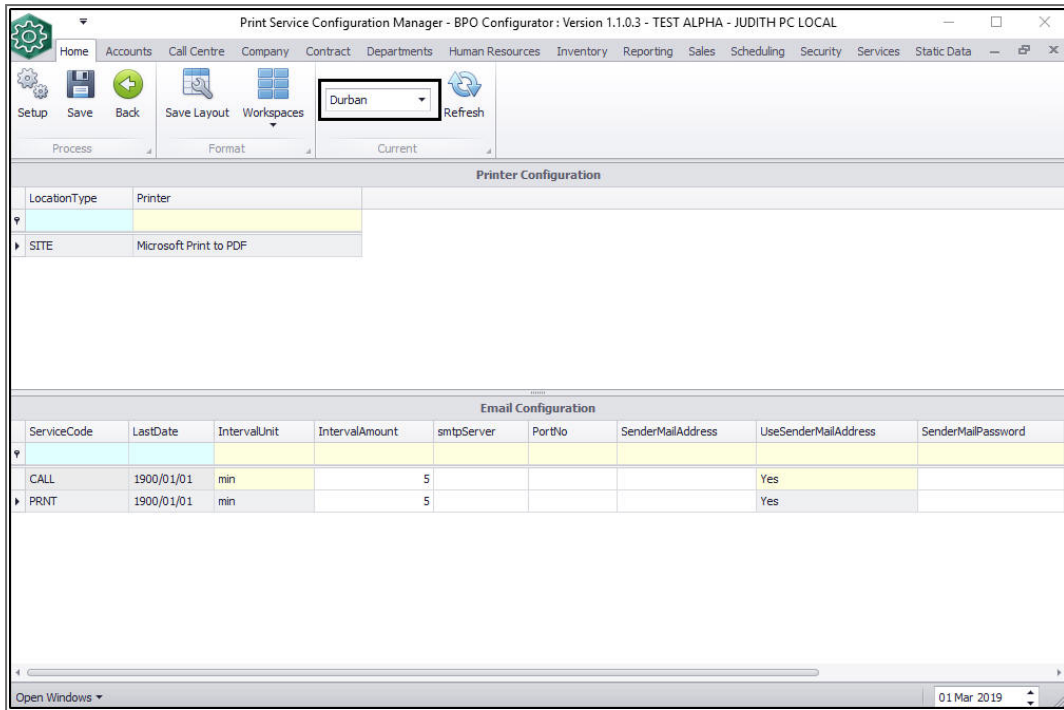 Print Service Configuration Manager - BPO Configurator : Version 1.1.0.3 - TEST ALPHA - JUDITH PC LOCAL
Home Accounts Call Centre Company Contract Departments Human Resources Inventory Reporting Sales Scheduling Security Services Static Data
Setup Save Back Save Layout Workspaces Durban Refresh
Process Format Current
Printer Configuration
LocationType Printer
SITE Microsoft Print to PDF
Email Configuration
ServiceCode LastDate IntervalUnit IntervalAmount smtpServer PortNo SenderMailAddress UseSenderMailAddress SenderMailPassword
CALL 1900/01/01 min 5 Yes
PRNT 1900/01/01 min 5 Yes
Open Windows 01 Mar 2019